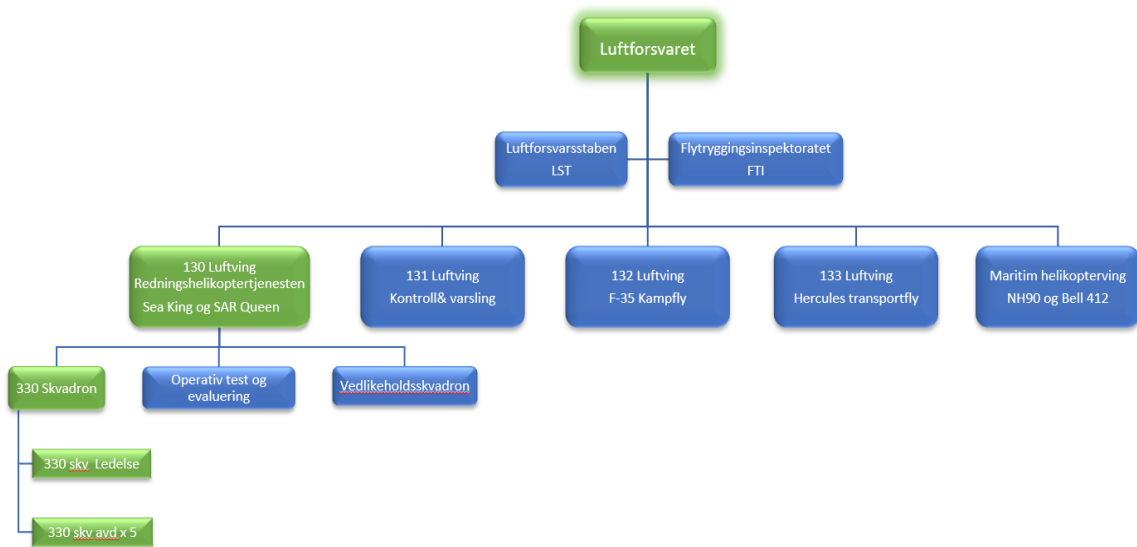 Luftforsvaret
Luftforsvarsstaben
LST
Flytryggingsinspektoratet
FTI
130 Luftving
Redningshelikoptertjenesten
Sea King og SAR Queen
131 Luftving
Kontroll& varsling
132 Luftving
F-35 Kampfly
133 Luftving
Hercules transportfly
Maritim helikopterving
NH90 og Bell 412
330 Skvadron
Operativ test og
evaluering
Vedlikeholdsskvadron
330 skv Ledelse
330 skv avd x 5